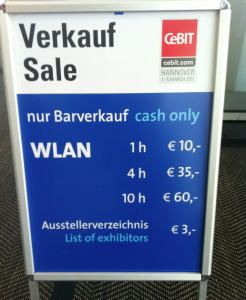 Verkauf
Sale
CeBIT
cebit.com
HANNOVER
nur Barverkauf cash only
WLAN 1 h € 10,-
4 h € 35,-
10 h € 60,-
Ausstellerverzeichnis
List of exhibitors € 3,-